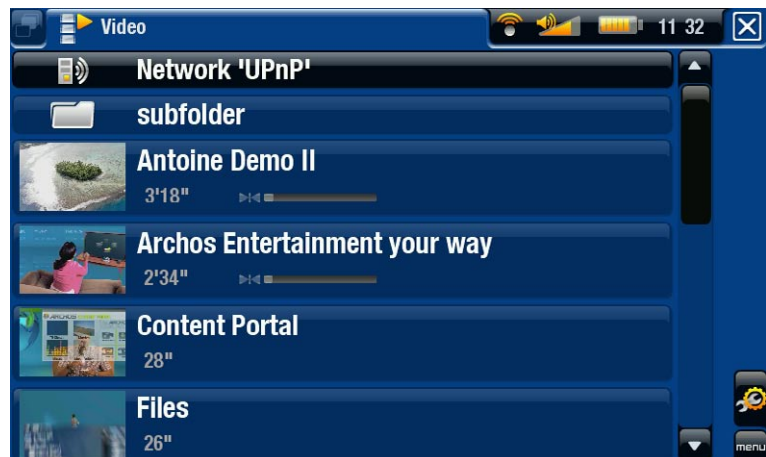 Video
11 32
Network 'UPnP'
subfolder
Antoine Demo II
3'18"
Archos Entertainment your way
2'34"
Content Portal
28"
Files
26"
menu